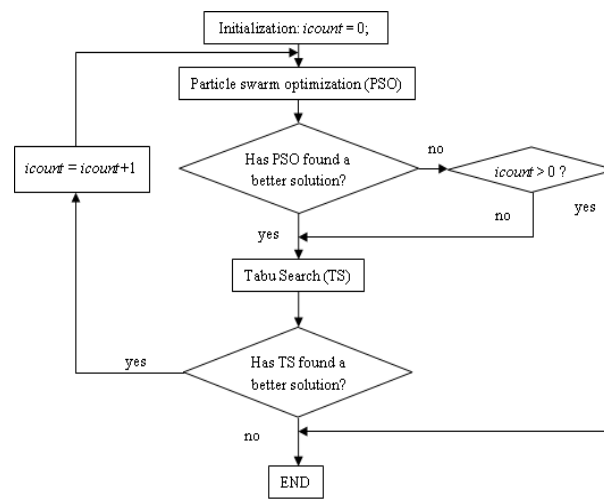 Initialization: icount = 0;
Particle swarm optimization (PSO)
Has PSO found a
better solution?
no
icount > 0 ?
icount = icount+1
no
yes
yes
Tabu Search (TS)
Has TS found a
better solution?
yes
no
END